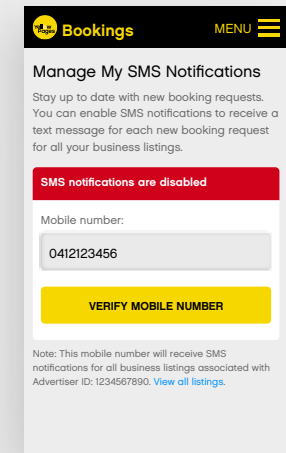 Yellow
Pages
Bookings
MENU
Manage My SMS Notifications
Stay up to date with new booking requests.
You can enable SMS notifications to receive a
text message for each new booking request
for all your business listings.
SMS notifications are disabled
Mobile number:
0412123456
VERIFY MOBILE NUMBER
Note: This mobile number will receive SMS
notifications for all business listings associated with
Advertiser ID: 1234567890. View all listings.